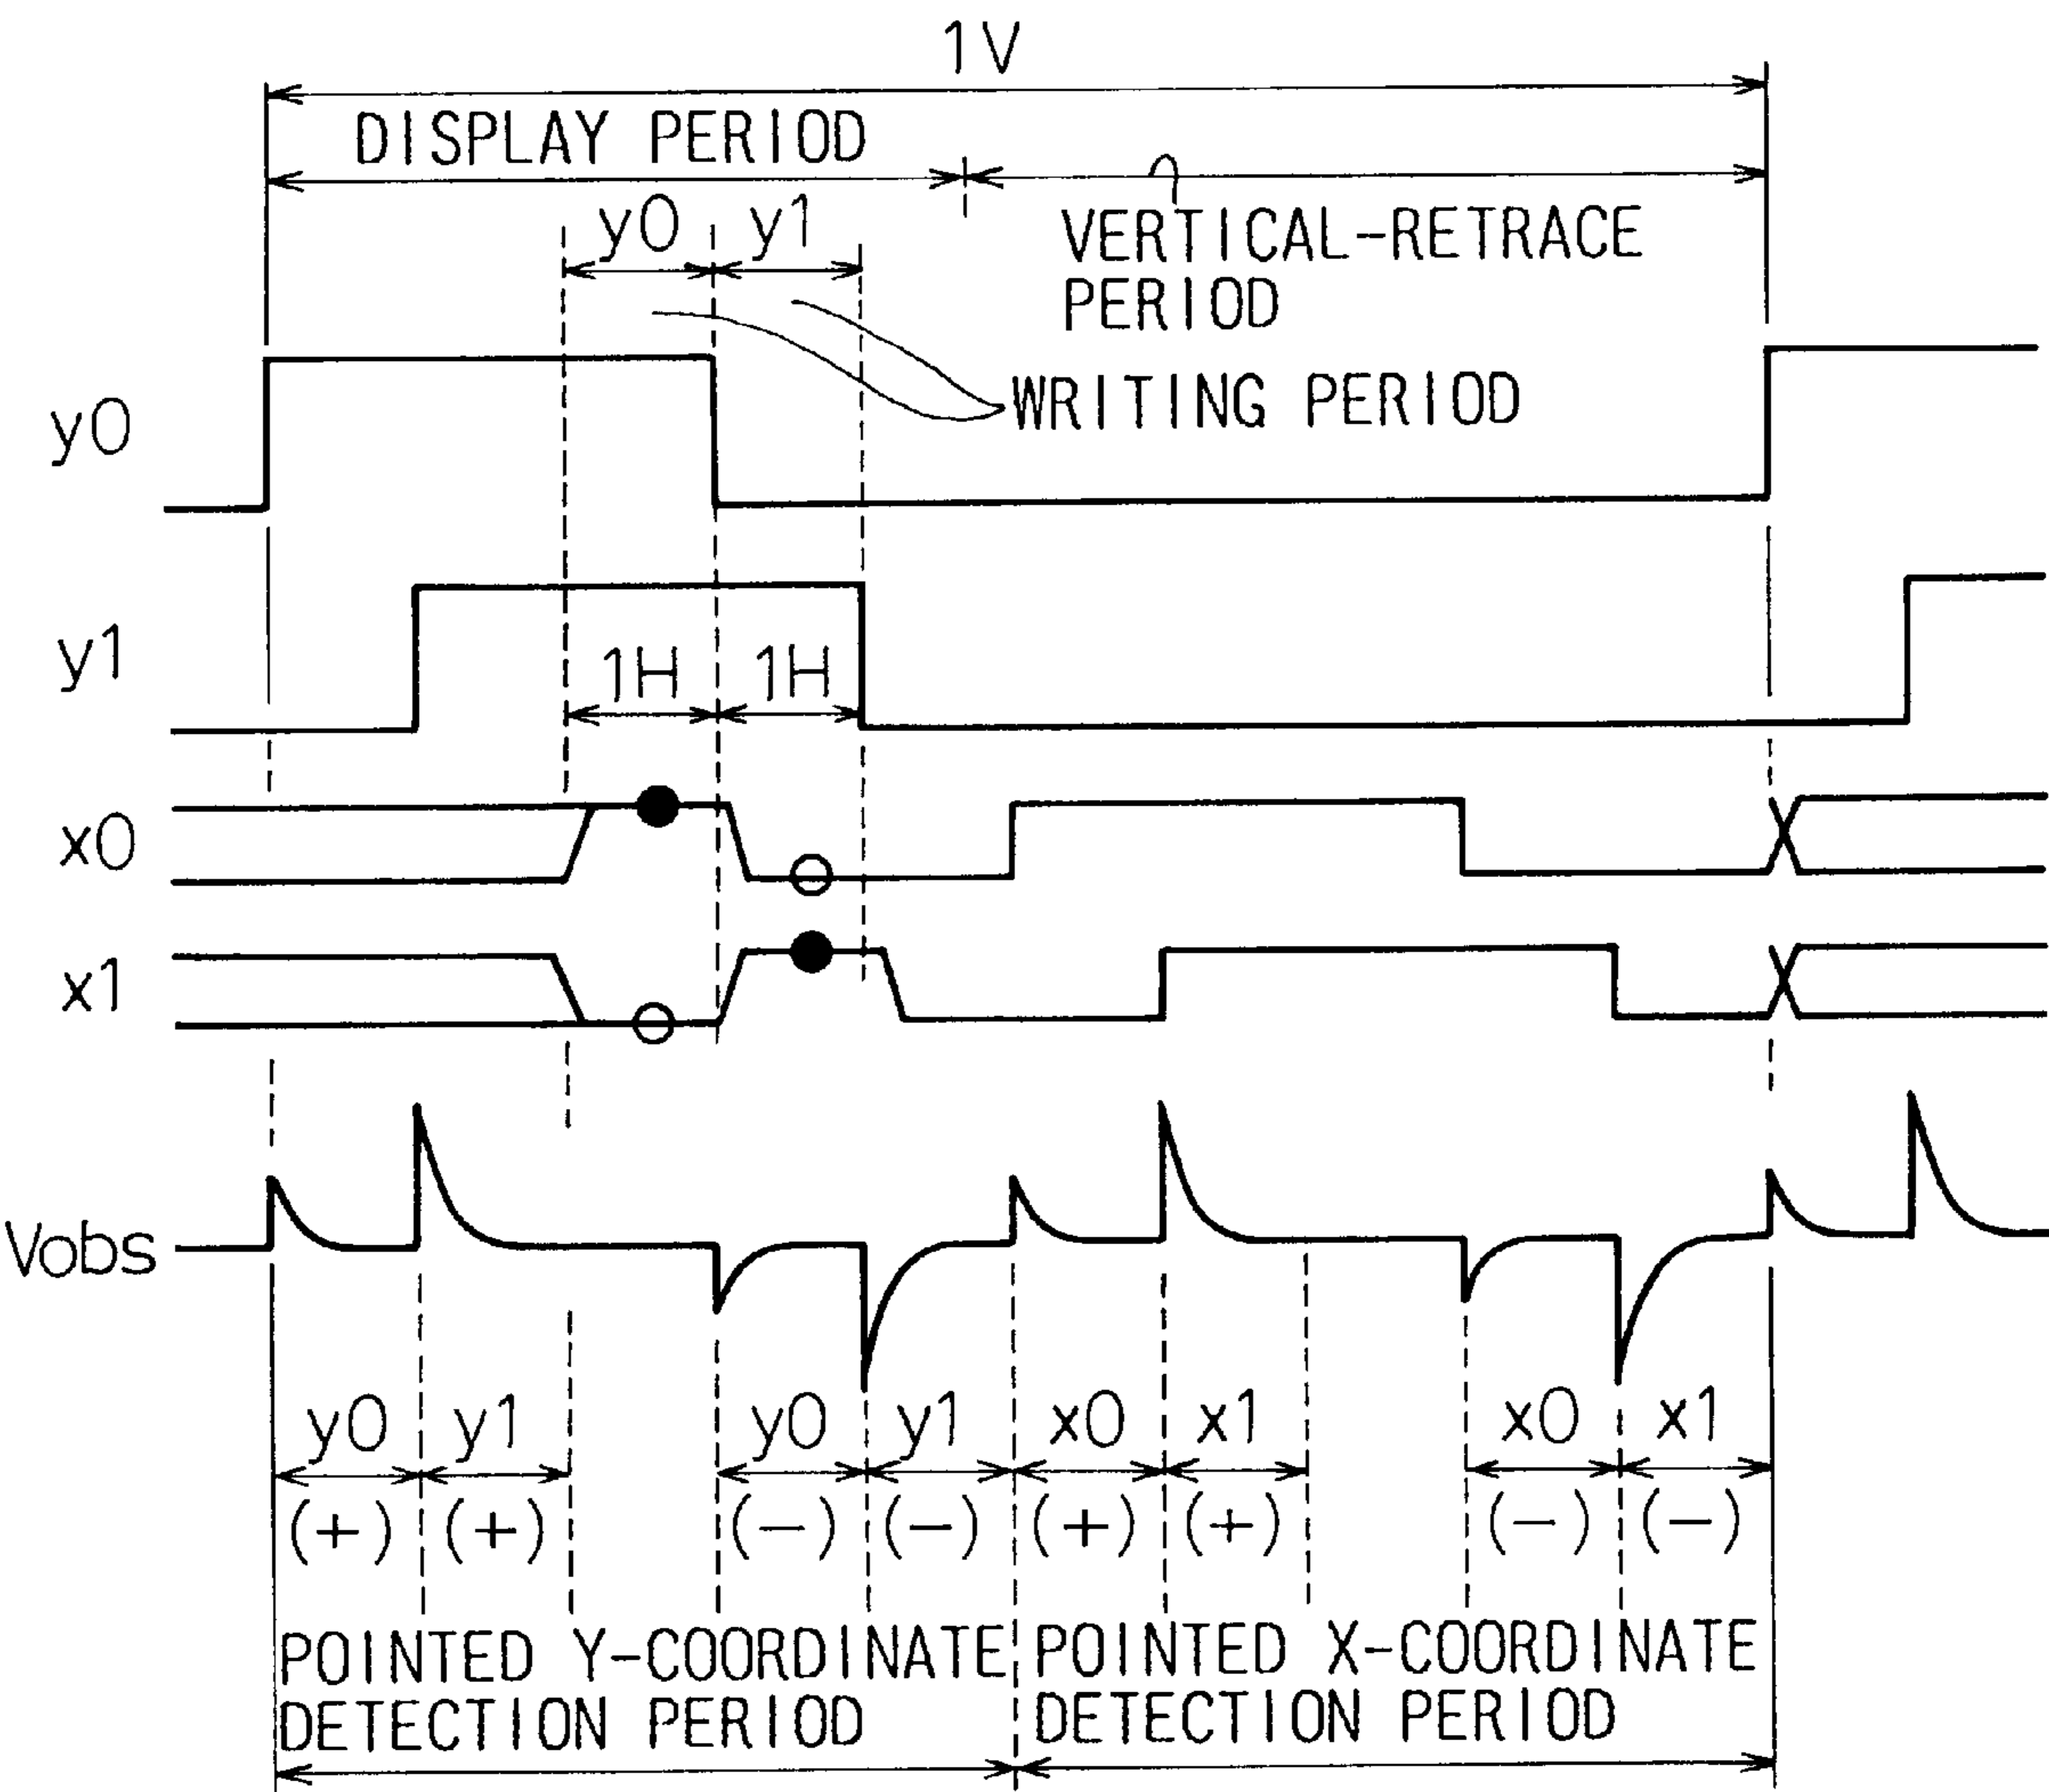 1V
DISPLAY PERIOD
y0 y1
VERTICAL-RETRACE
PERIOD
WRITING PERIOD
y0
y1
1H 1H
x0
x1
Vobs
y0 y1 y0 y1 x0 x1 x0 x1
(+) (+) (-) (-) (+) (+) (-) (-)
POINTED Y-COORDINATE
DETECTION PERIOD
POINTED X-COORDINATE
DETECTION PERIOD